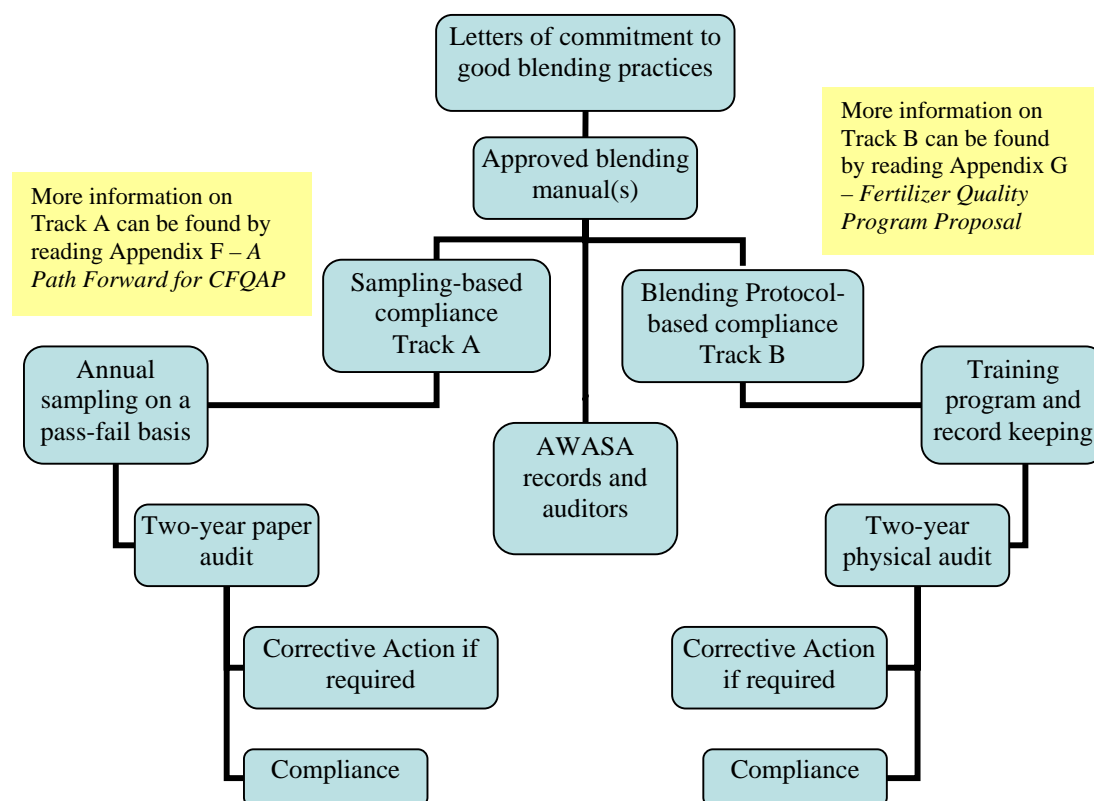 Letters of commitment to
good blending practices
More information on
Track B can be found
by reading Appendix G
– Fertilizer Quality
Program Proposal
Approved blending
manual(s)
More information on
Track A can be found by
reading Appendix F – A
Path Forward for CFQAP
Sampling-based
compliance
Track A
Blending Protocol-
based compliance
Track B
Annual
sampling on a
pass-fail basis
Training
program and
record keeping
AWASA
records and
auditors
Two-year paper
audit
Two-year
physical audit
Corrective Action if
required
Corrective Action
if required
Compliance
Compliance